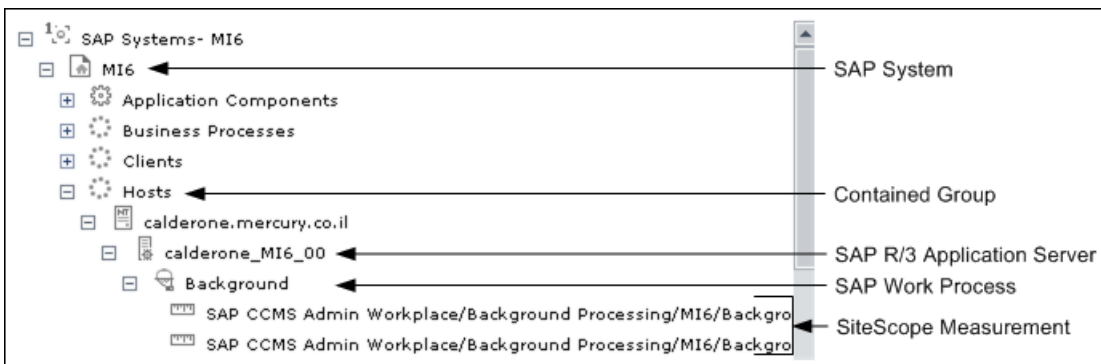 SAP Systems- MI6
MI6 SAP System
Application Components
Business Processes
Clients
Hosts Contained Group
calderone.mercury.co.il
calderone_MI6_00 SAP R/3 Application Server
Background SAP Work Process
SAP CCMS Admin Workplace/Background Processing/MI6/Backgro
SiteScope Measurement
SAP CCMS Admin Workplace/Background Processing/MI6/Backgro